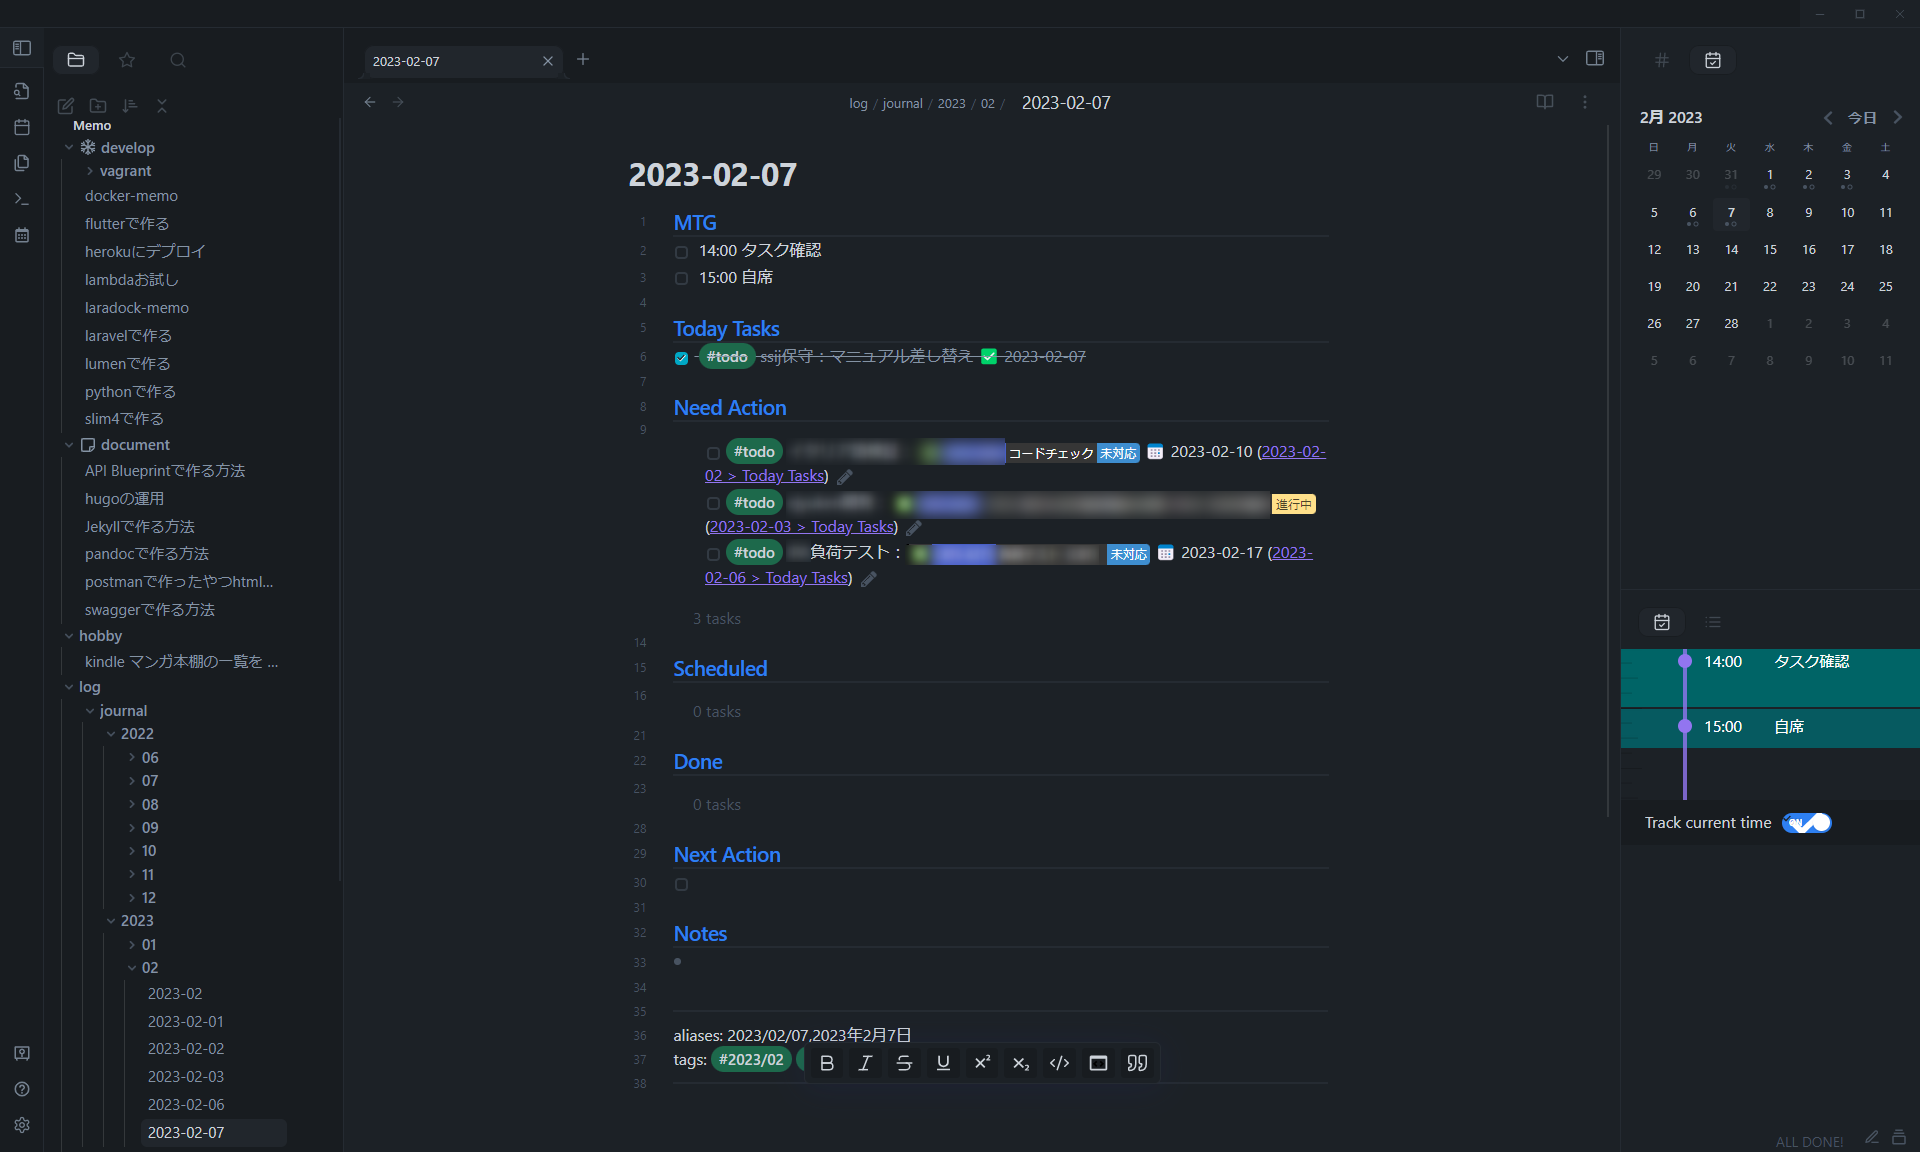 Memo
develop
vagrant
docker-memo
flutterで作る
herokuにデプロイ
lambdaお試し
laradock-memo
laravelで作る
lumenで作る
pythonで作る
slim4で作る
document
API Blueprintで作る方法
hugoの運用
Jekyllで作る方法
pandocで作る方法
postmanで作ったやつhtml...
swaggerで作る方法
hobby
kindle マンガ本棚の一覧を ...
log
journal
2022
06
07
08
09
10
11
12
2023
01
02
2023-02
2023-02-01
2023-02-02
2023-02-03
2023-02-06
2023-02-07
2023-02-07
log / journal / 2023 / 02 / 2023-02-07
2023-02-07
1 MTG
2 14:00 タスク確認
3 15:00 自席
4
5 Today Tasks
6 #todo ssij保守：マニュアル差し替え ✅ 2023-02-07
7
8 Need Action
9
#todo コードチェック 未対応 2023-02-10 (2023-02-
02 > Today Tasks)
#todo 進行中
(2023-02-03 > Today Tasks)
#todo 負荷テスト： 未対応 2023-02-17 (2023-
02-06 > Today Tasks)
3 tasks
14
15 Scheduled
16
0 tasks
21
22 Done
23
0 tasks
28
29 Next Action
30
31
32 Notes
33
34
35
36 aliases: 2023/02/07,2023年2月7日
37 tags: #2023/02
38
2月 2023 今日
日 月 火 水 木 金 土
29 30 31 1 2 3 4
5 6 7 8 9 10 11
12 13 14 15 16 17 18
19 20 21 22 23 24 25
26 27 28 1 2 3 4
5 6 7 8 9 10 11
14:00 タスク確認
15:00 自席
Track current time ON
ALL DONE!